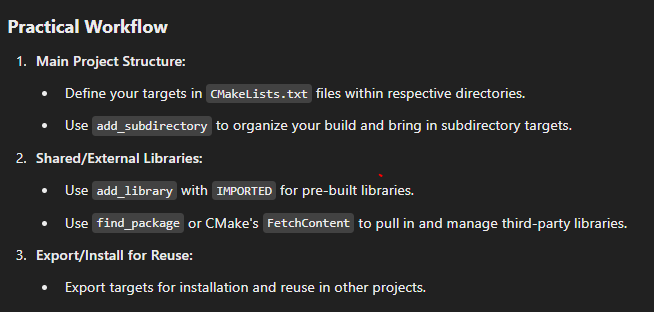 Practical Workflow
1. Main Project Structure:
• Define your targets in CMakeLists.txt files within respective directories.
• Use add_subdirectory to organize your build and bring in subdirectory targets.
2. Shared/External Libraries:
• Use add_library with IMPORTED for pre-built libraries.
• Use find_package or CMake's FetchContent to pull in and manage third-party libraries.
3. Export/Install for Reuse:
• Export targets for installation and reuse in other projects.